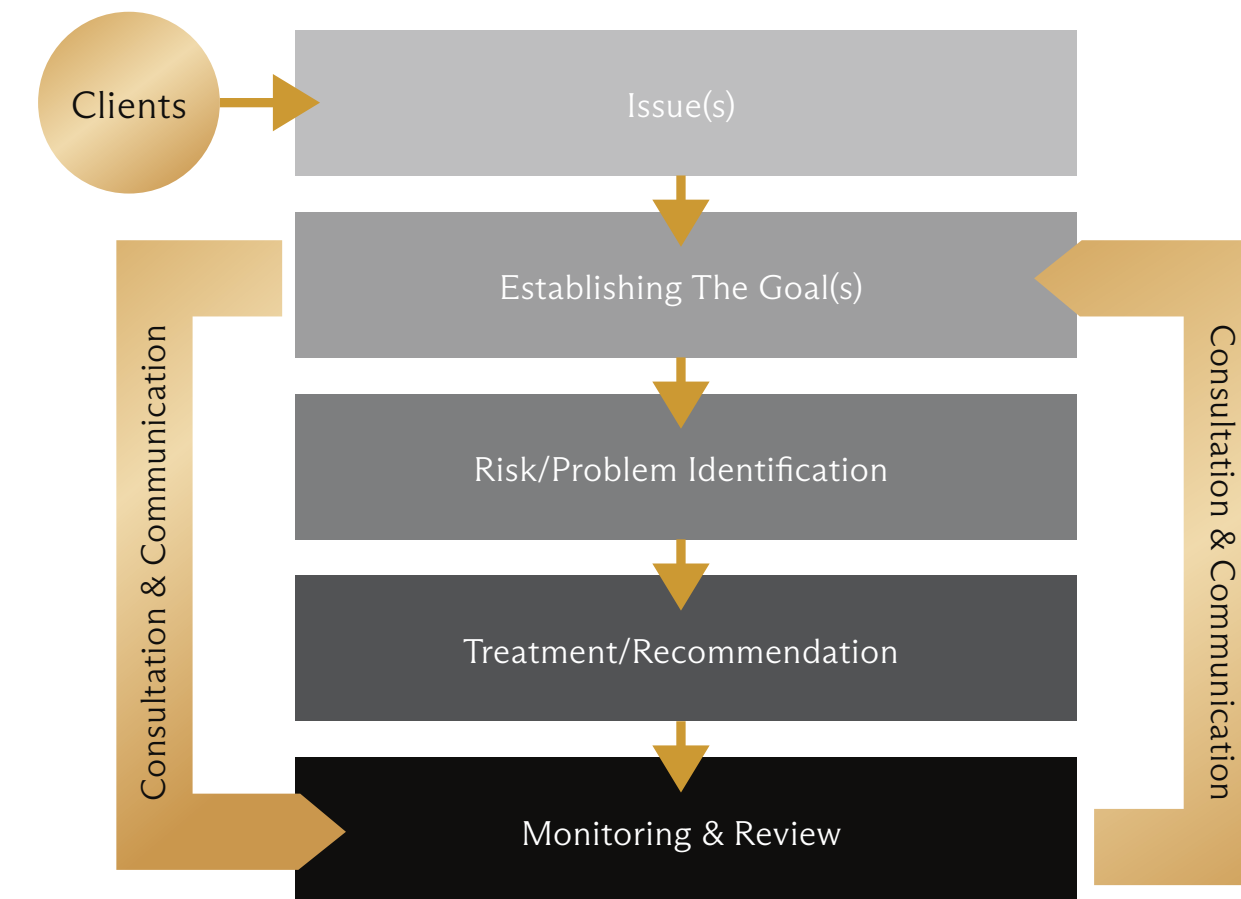 Clients
Issue(s)
Establishing The Goal(s)
Consultation & Communication
Consultation & Communication
Risk/Problem Identification
Treatment/Recommendation
Monitoring & Review